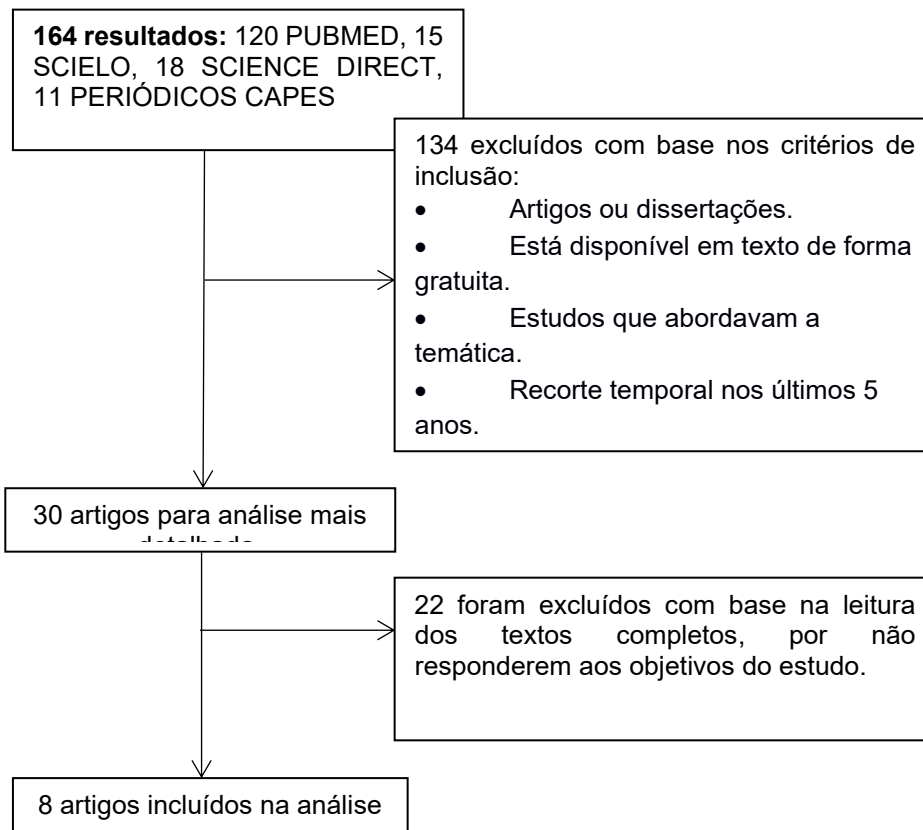 164 resultados: 120 PUBMED, 15
SCIELO, 18 SCIENCE DIRECT,
11 PERIÓDICOS CAPES
134 excluídos com base nos critérios de
inclusão:
• Artigos ou dissertações.
• Está disponível em texto de forma
gratuita.
• Estudos que abordavam a
temática.
• Recorte temporal nos últimos 5
anos.
30 artigos para análise mais
22 foram excluídos com base na leitura
dos textos completos, por não
responderem aos objetivos do estudo.
8 artigos incluídos na análise